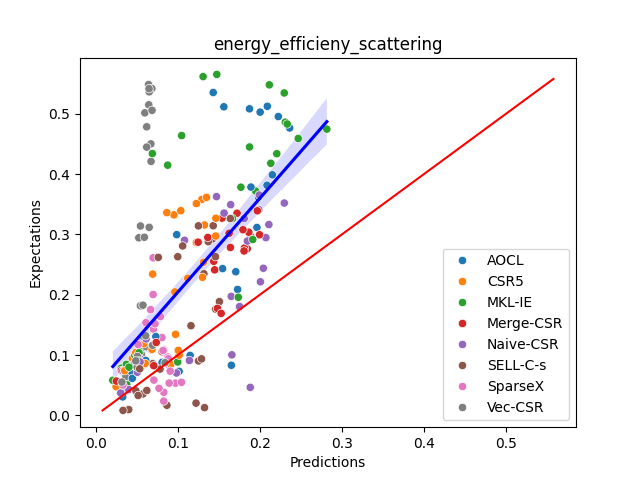 energy_efficieny_scattering
Expectations
0.5
0.4
0.3
0.2
0.1
0.0
0.0 0.1 0.2 0.3 0.4 0.5
Predictions
AOCL
CSR5
MKL-IE
Merge-CSR
Naive-CSR
SELL-C-s
SparseX
Vec-CSR